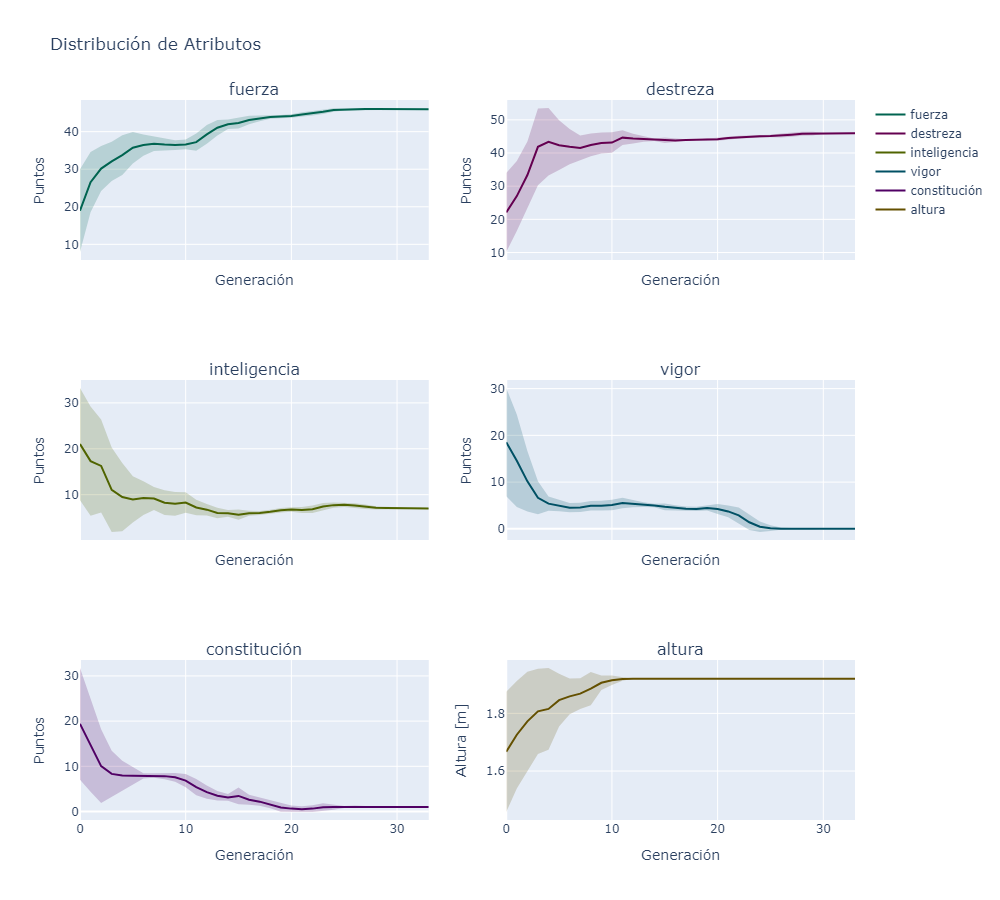 Distribución de Atributos
fuerza
destreza
Puntos
40
30
20
10
Generación
Puntos
50
40
30
20
10
Generación
fuerza
destreza
inteligencia
vigor
constitución
altura
inteligencia
vigor
Puntos
30
20
10
Generación
Puntos
30
20
10
0
Generación
constitución
altura
Puntos
30
20
10
0
0 10 20 30
Generación
Altura [m]
1.8
1.6
0 10 20 30
Generación